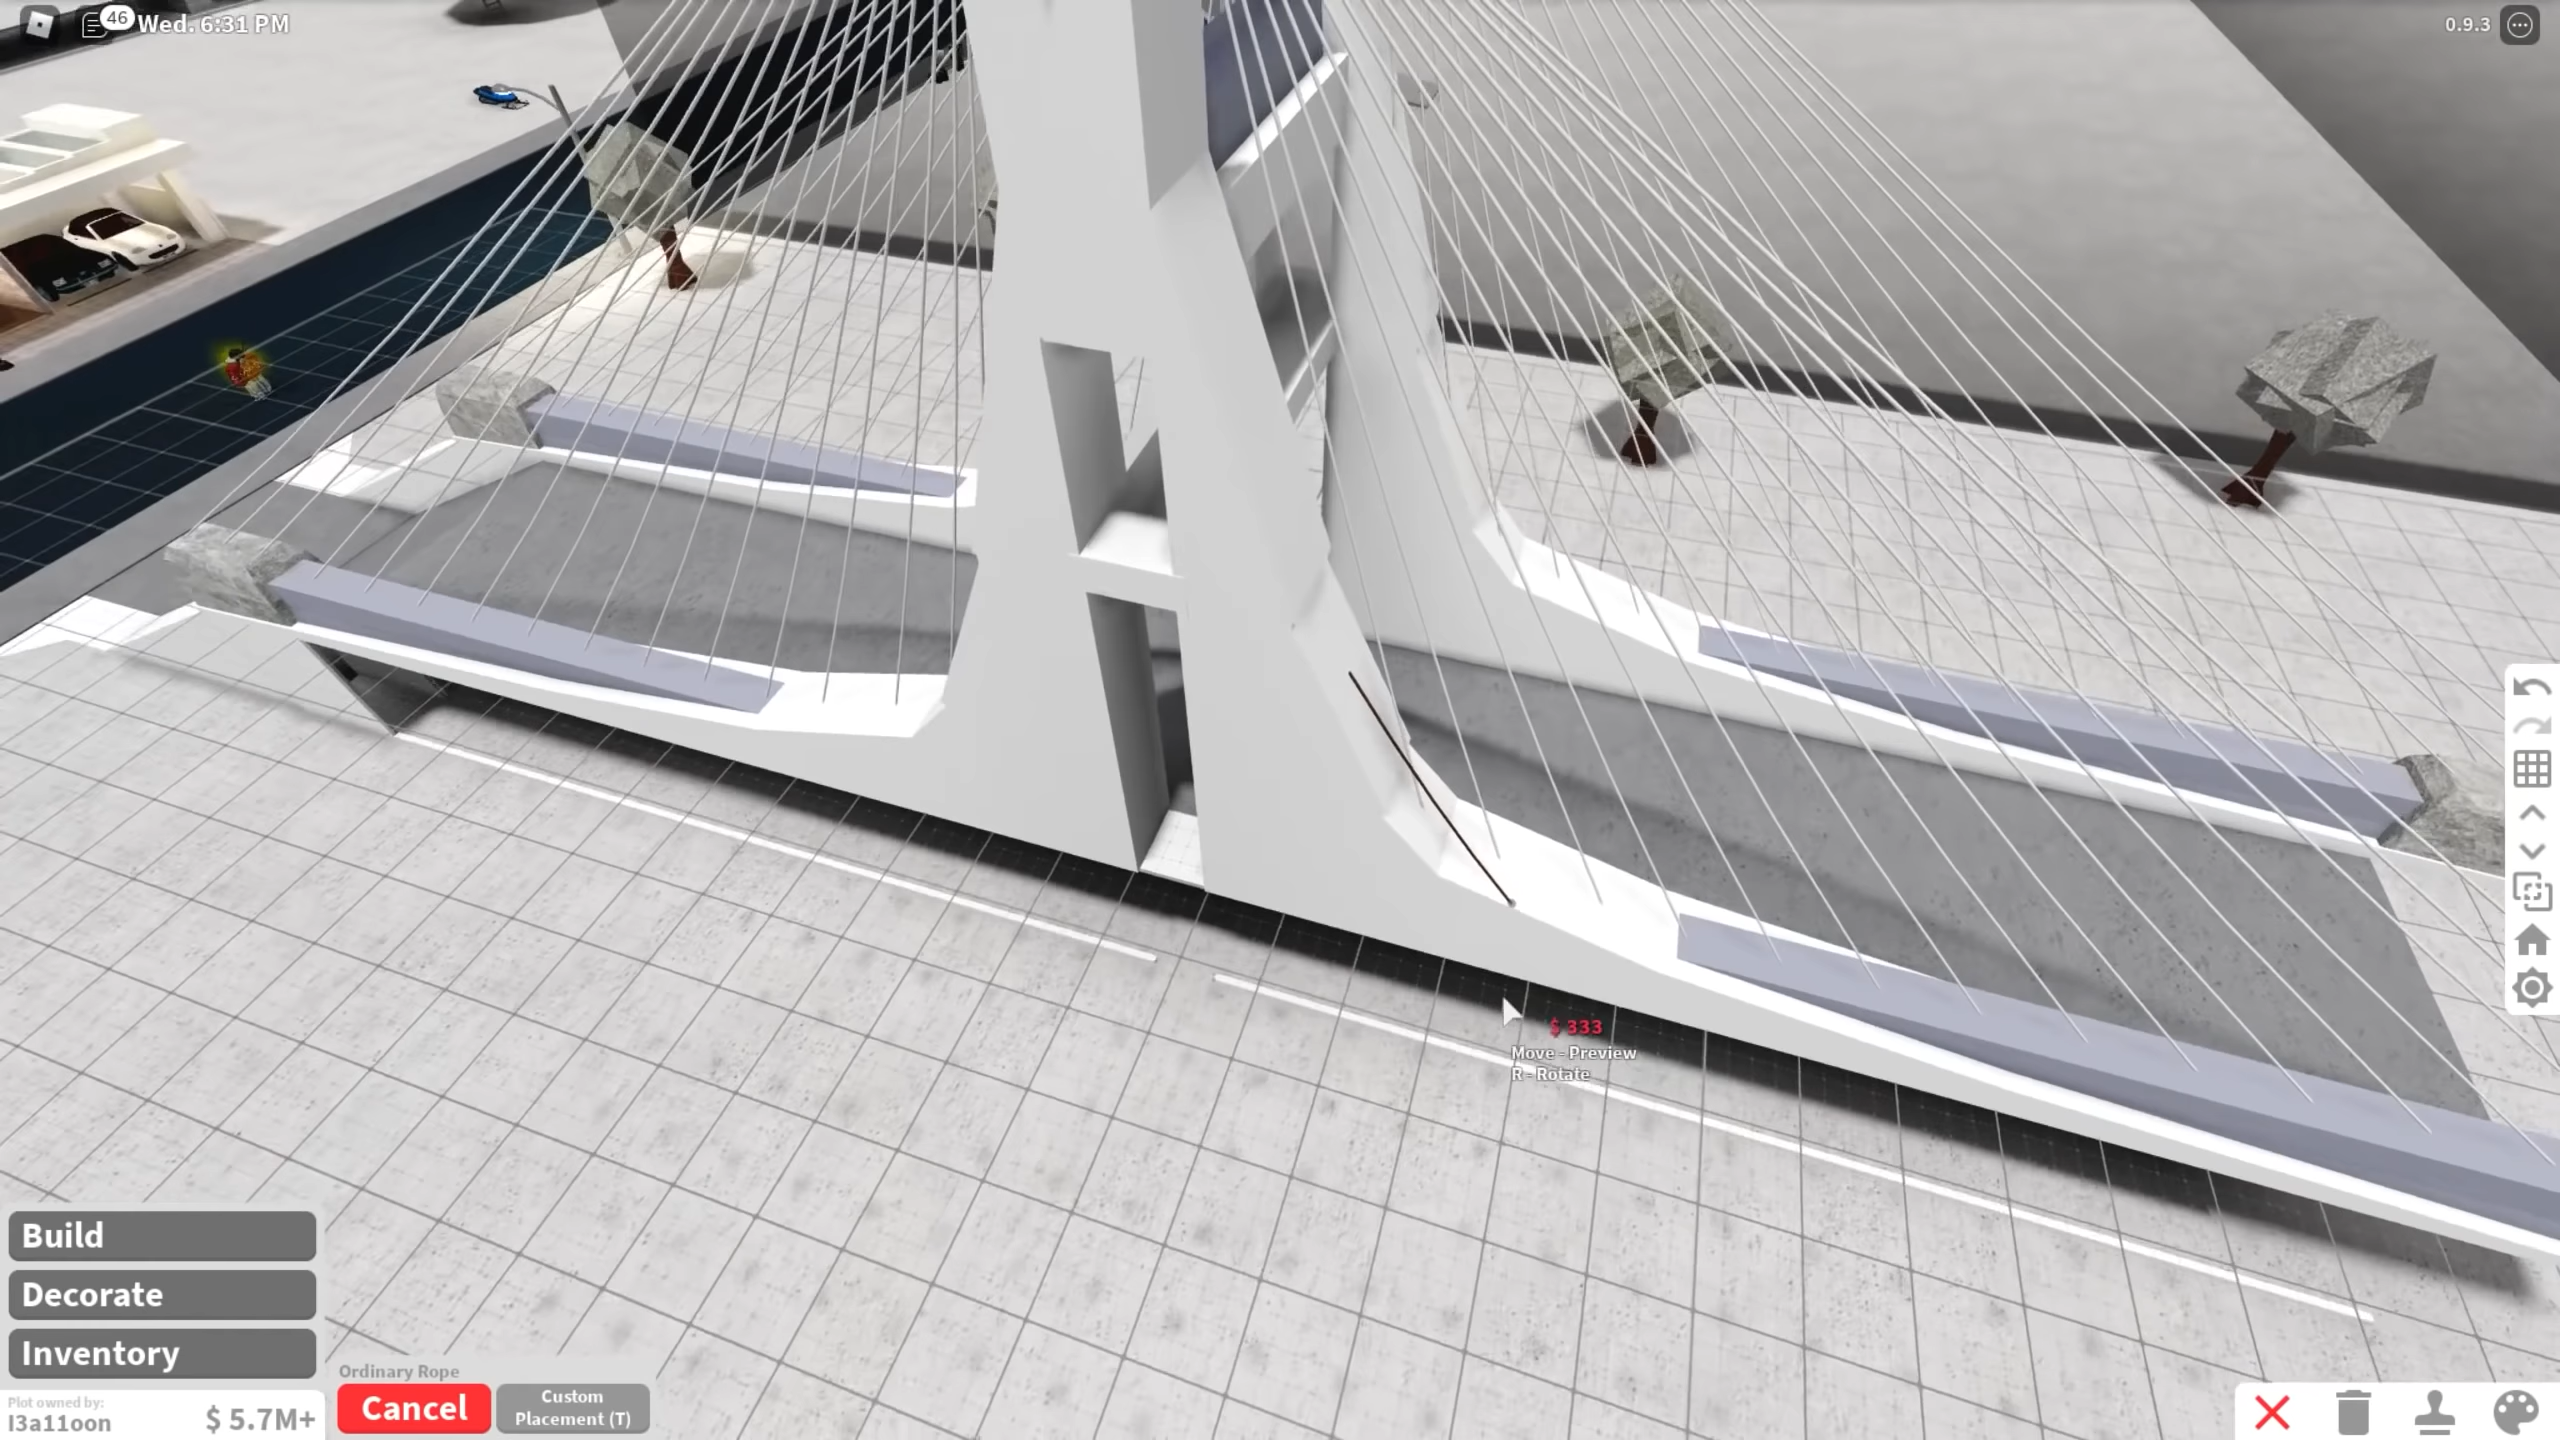 46
Wed. 6:31 PM
0.9.3
$ 333
Move - Preview
R - Rotate
Build
Decorate
Inventory
Plot owned by:
l3a11oon
$ 5.7M+
Ordinary Rope
Cancel
Custom
Placement (T)